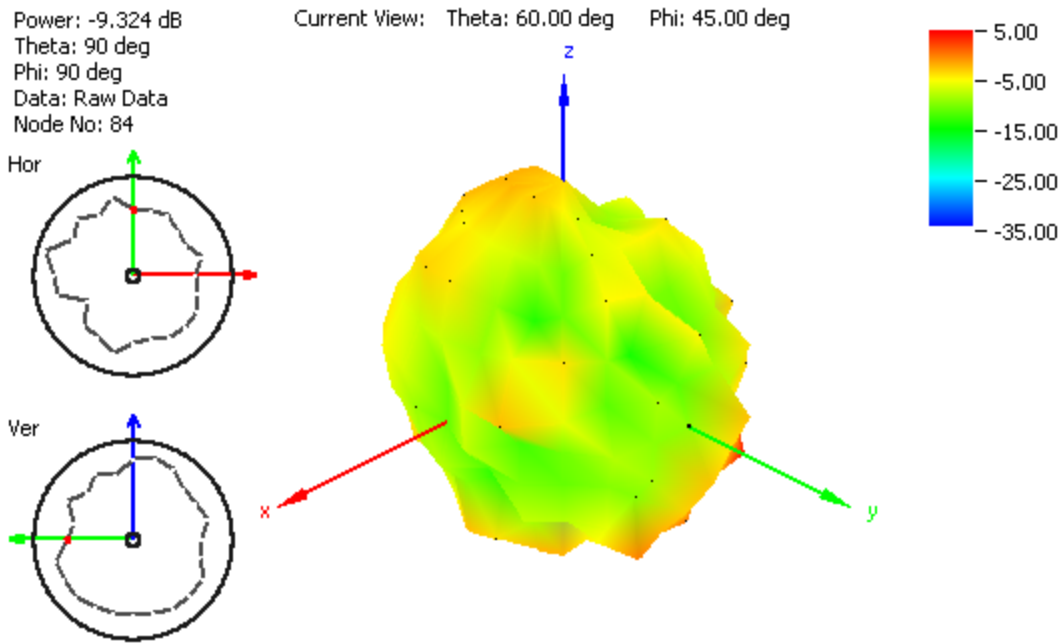 Power: -9.324 dB
Theta: 90 deg
Phi: 90 deg
Data: Raw Data
Node No: 84
Current View: Theta: 60.00 deg Phi: 45.00 deg
z
5.00
-5.00
-15.00
-25.00
-35.00
Hor
Ver
x
y